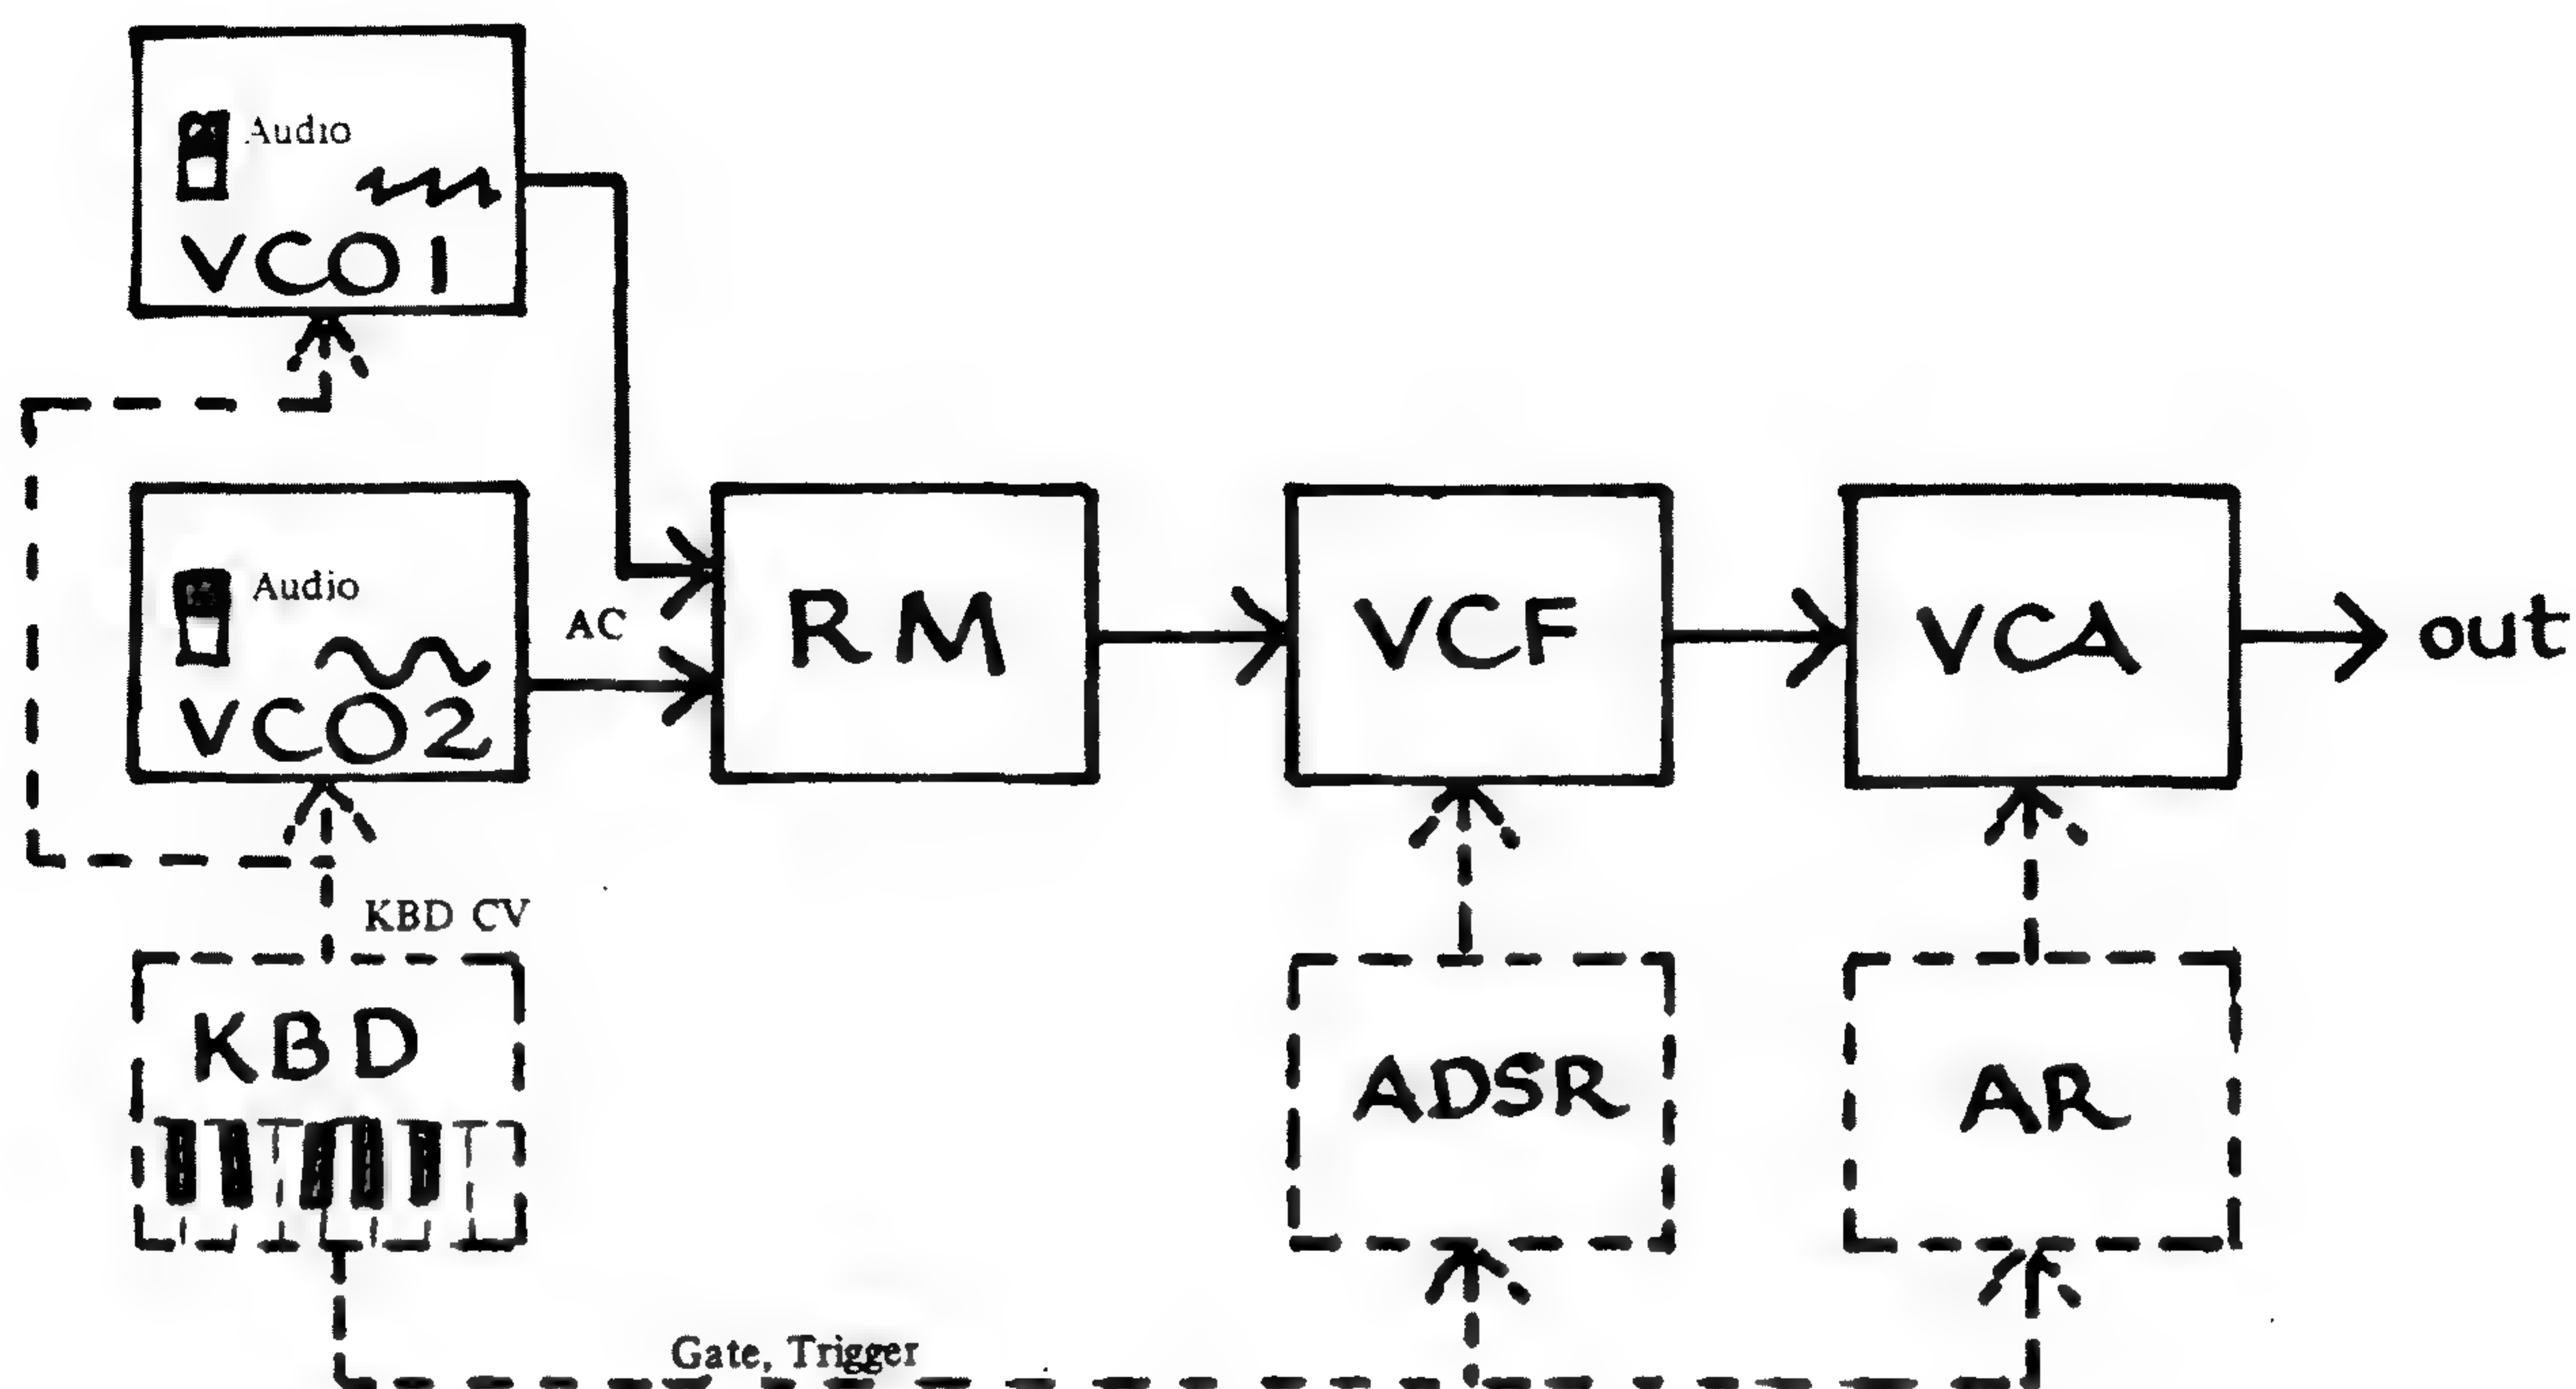 Audio
VCO1
Audio
VCO2
AC
RM
VCF
VCA
out
KBD CV
KBD
ADSR
AR
Gate, Trigger